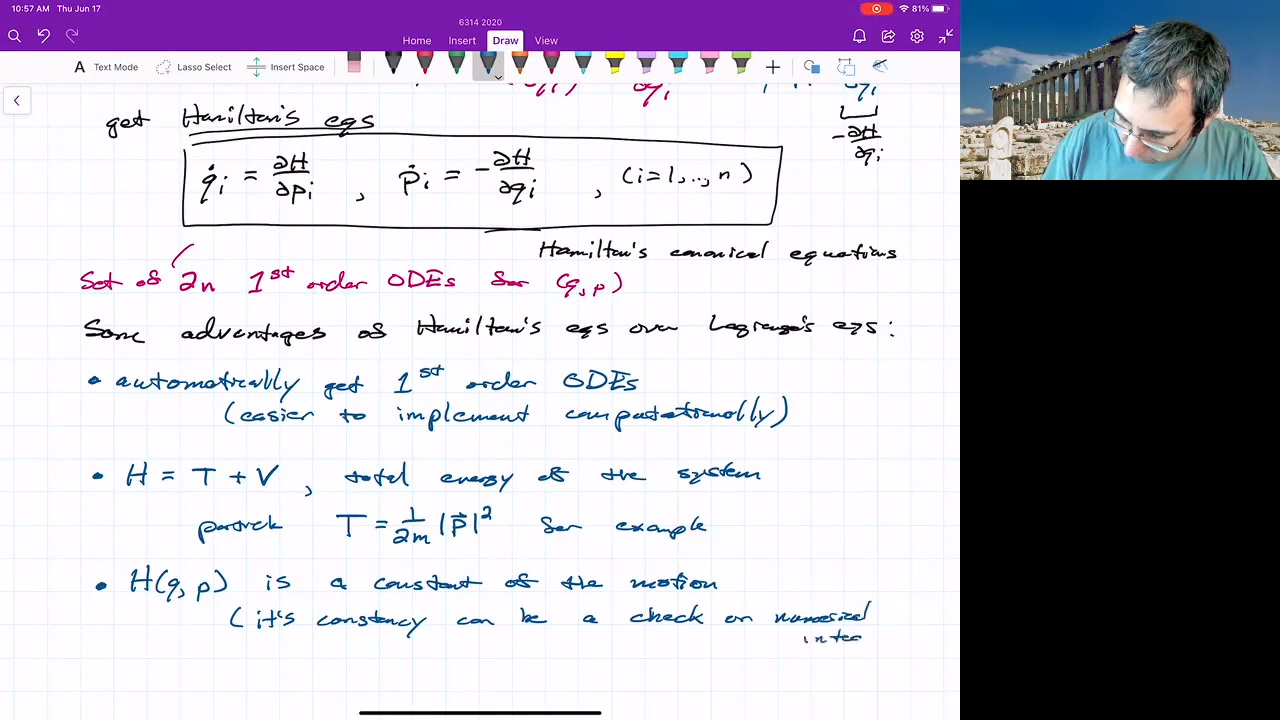 10:57 AM Thu Jun 17
81%
6314 2020
Home Insert Draw View
A Text Mode Lasso Select Insert Space
∂qi
get Hamilton's eqs
-∂H/∂qi
q̇i = ∂H/∂pi , ṗi = -∂H/∂qi , (i=1,..,n)
Hamilton's canonical equations
Set of 2n 1st order ODEs for (q,p)
Some advantages of Hamilton's eqs over Lagrange's eqs:
• automatically get 1st order ODEs
(easier to implement computationally)
• H = T + V , total energy of the system
particle T = 1/2m |p⃗|² for example
• H(q,p) is a constant of the motion
(it's constancy can be a check on numerical
integ